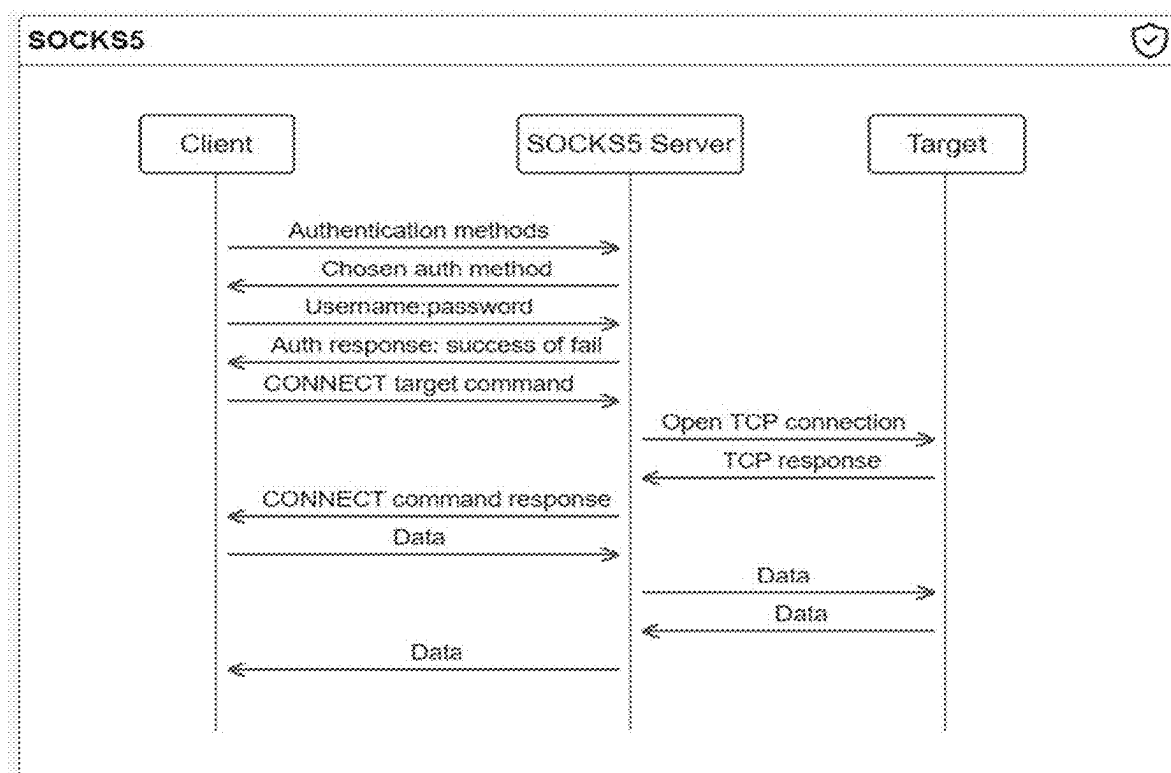 SOCKS5
Client
SOCKS5 Server
Target
Authentication methods
Chosen auth method
Username:password
Auth response: success of fail
CONNECT target command
Open TCP connection
TCP response
CONNECT command response
Data
Data
Data
Data